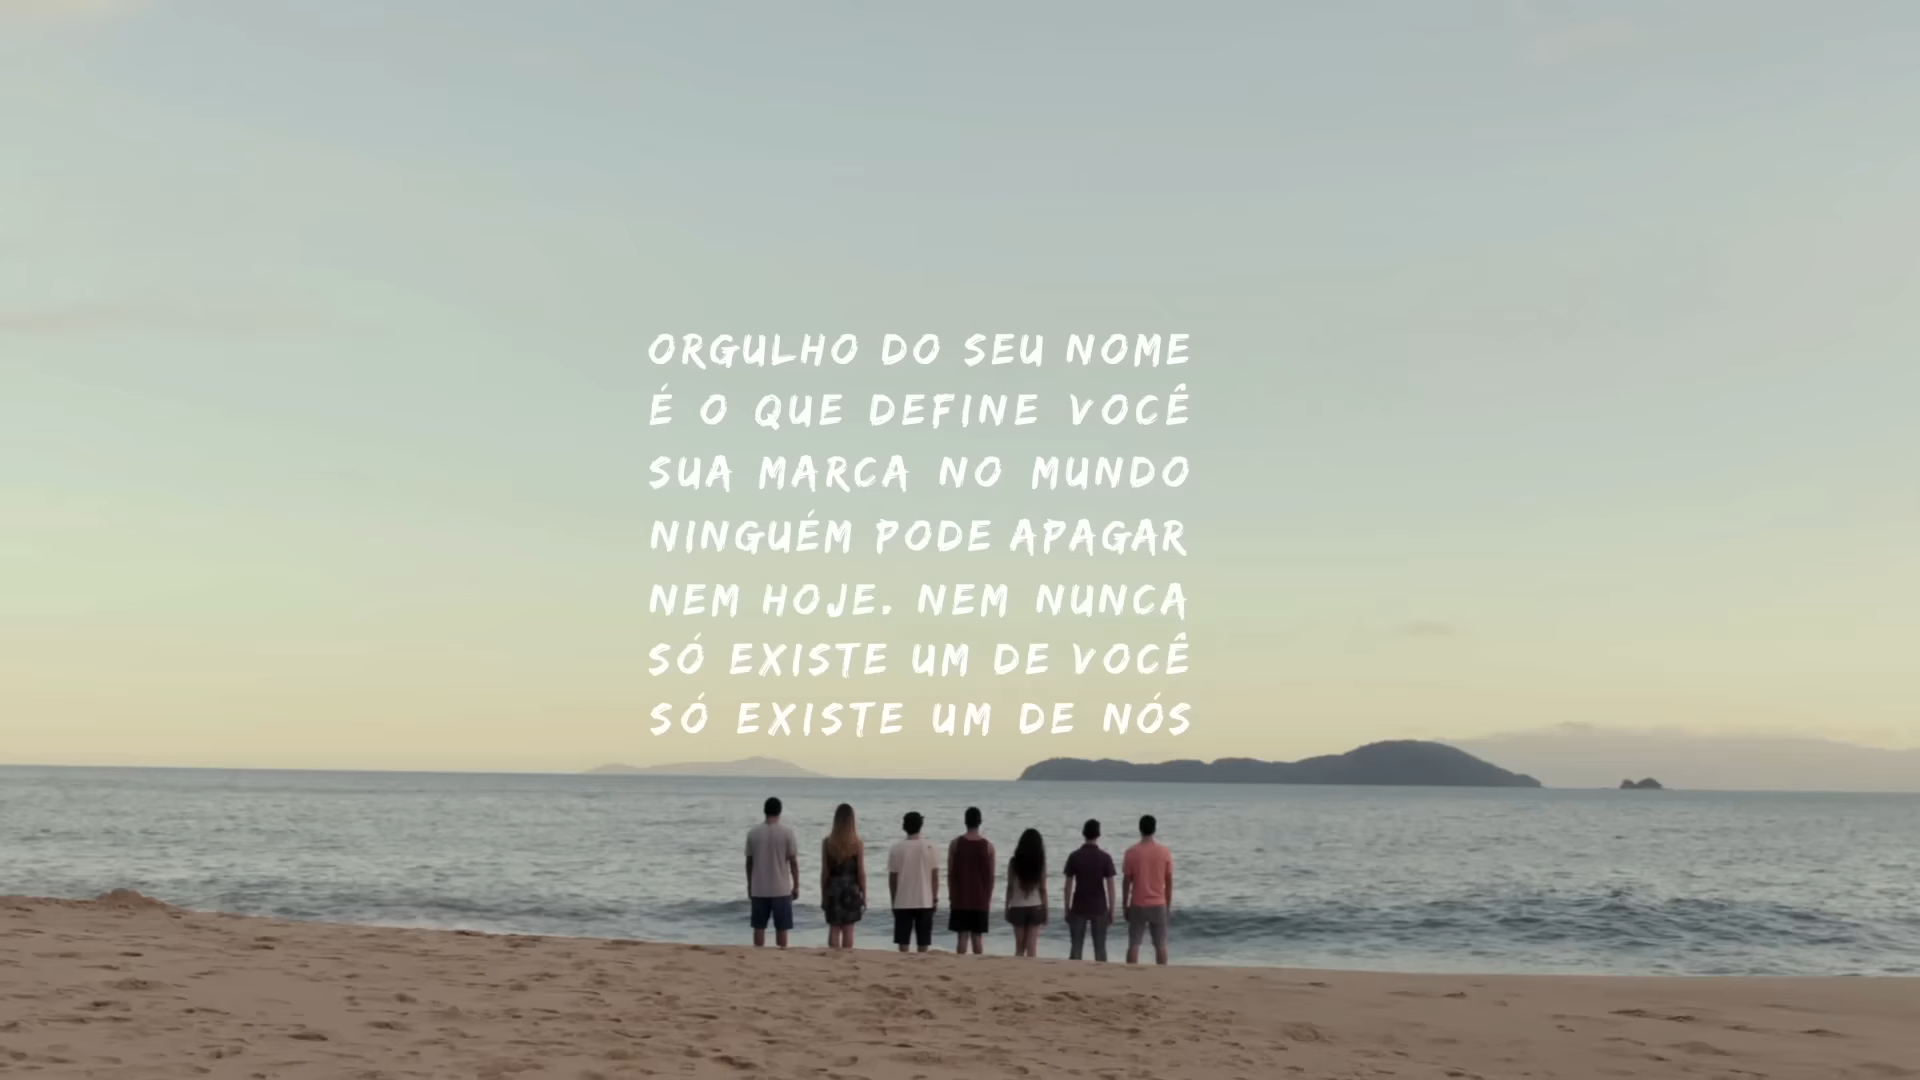 ORGULHO DO SEU NOME
É O QUE DEFINE VOCÊ
SUA MARCA NO MUNDO
NINGUÉM PODE APAGAR
NEM HOJE. NEM NUNCA
SÓ EXISTE UM DE VOCÊ
SÓ EXISTE UM DE NÓS